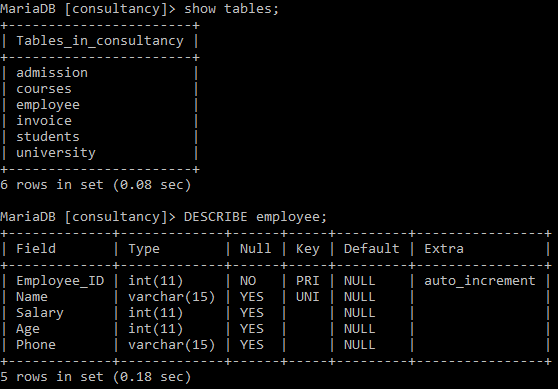 MariaDB [consultancy]> show tables;
+-----------------------+
| Tables_in_consultancy |
+-----------------------+
| admission             |
| courses               |
| employee              |
| invoice               |
| students              |
| university            |
+-----------------------+
6 rows in set (0.08 sec)
MariaDB [consultancy]> DESCRIBE employee;
+-------------+-------------+------+-----+---------+----------------+
| Field       | Type        | Null | Key | Default | Extra          |
+-------------+-------------+------+-----+---------+----------------+
| Employee_ID | int(11)     | NO   | PRI | NULL    | auto_increment |
| Name        | varchar(15) | YES  | UNI | NULL    |                |
| Salary      | int(11)     | YES  |     | NULL    |                |
| Age         | int(11)     | YES  |     | NULL    |                |
| Phone       | varchar(15) | YES  |     | NULL    |                |
+-------------+-------------+------+-----+---------+----------------+
5 rows in set (0.18 sec)